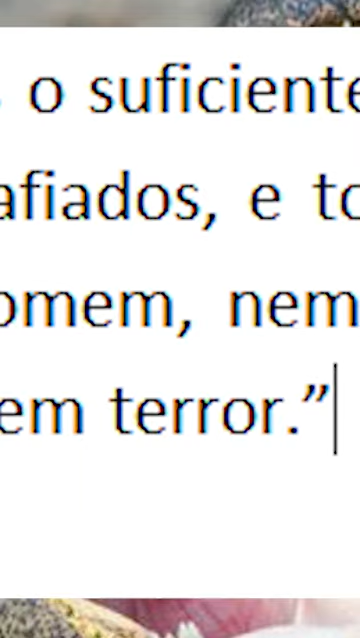 o suficiente
afiados, e to
omem, nem
em terror.”